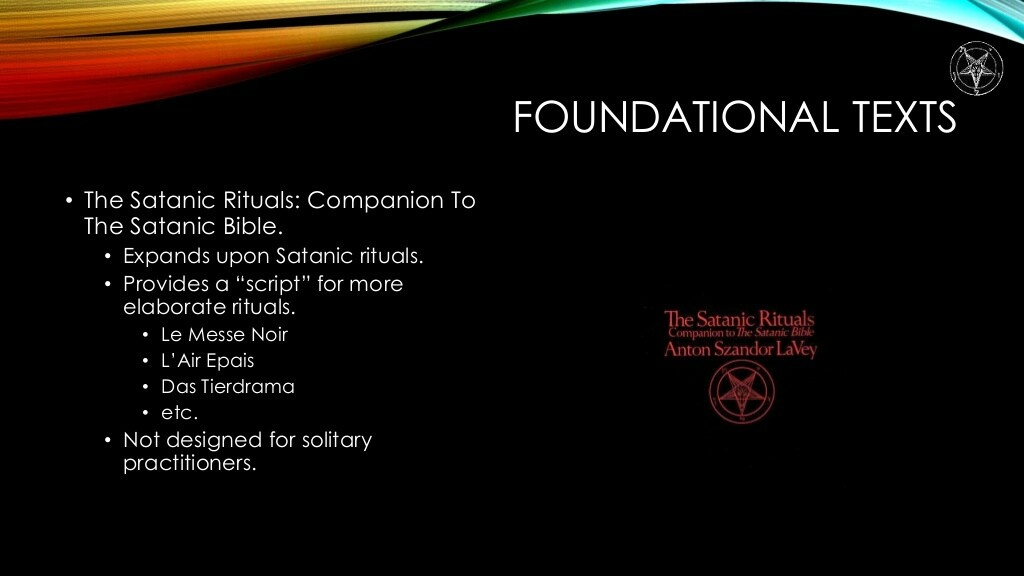 FOUNDATIONAL TEXTS
• The Satanic Rituals: Companion To
The Satanic Bible.
• Expands upon Satanic rituals.
• Provides a “script” for more
elaborate rituals.
• Le Messe Noir
• L’Air Epais
• Das Tierdrama
• etc.
• Not designed for solitary
practitioners.
The Satanic Rituals
Companion to The Satanic Bible
Anton Szandor LaVey